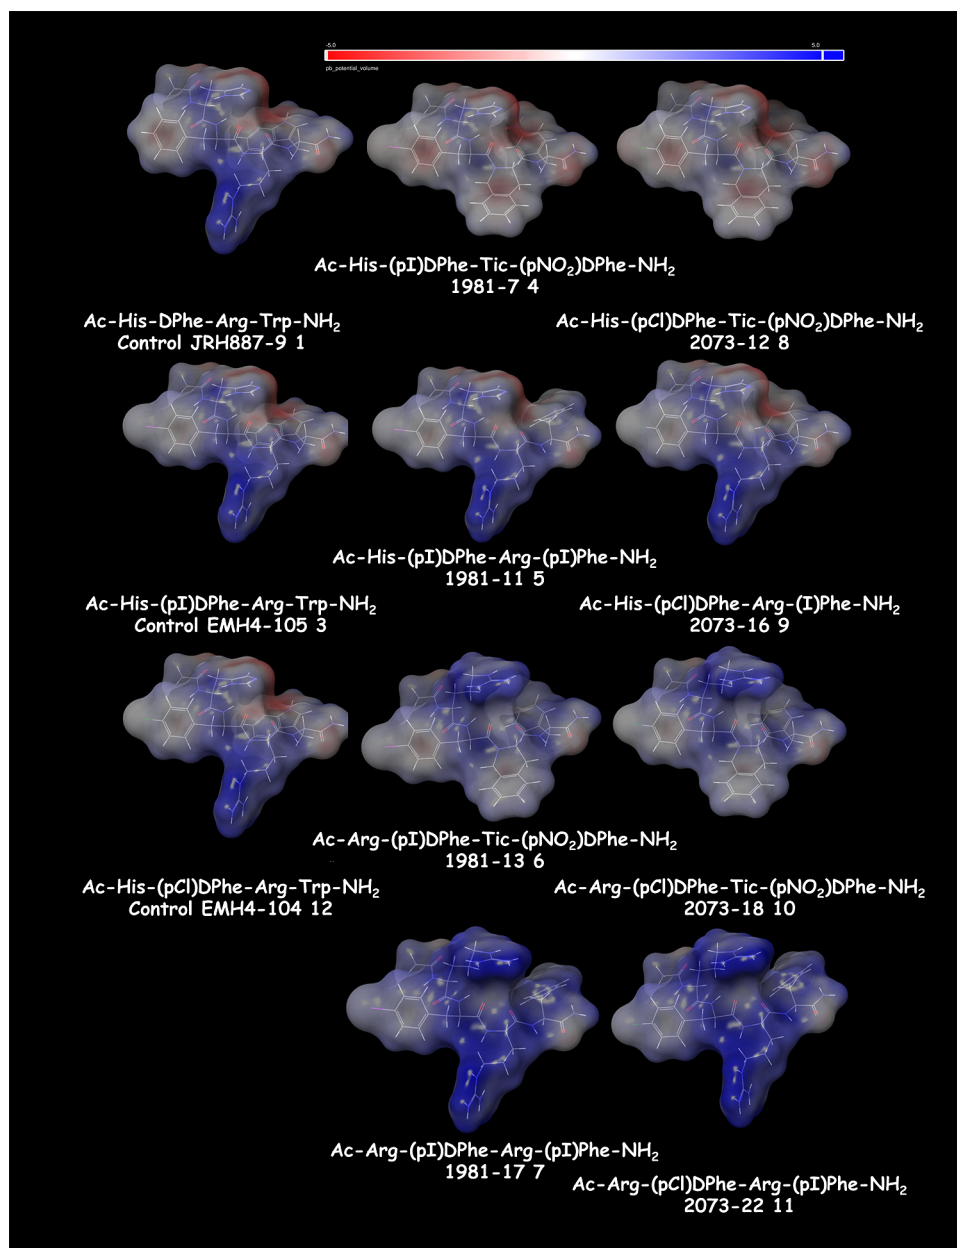 -5.0 5.0
pb_potential_volume
Ac-His-(pI)DPhe-Tic-(pNO₂)DPhe-NH₂
1981-7 4
Ac-His-DPhe-Arg-Trp-NH₂
Control JRH887-9 1
Ac-His-(pCl)DPhe-Tic-(pNO₂)DPhe-NH₂
2073-12 8
Ac-His-(pI)DPhe-Arg-(pI)Phe-NH₂
1981-11 5
Ac-His-(pI)DPhe-Arg-Trp-NH₂
Control EMH4-105 3
Ac-His-(pCl)DPhe-Arg-(I)Phe-NH₂
2073-16 9
Ac-Arg-(pI)DPhe-Tic-(pNO₂)DPhe-NH₂
1981-13 6
Ac-His-(pCl)DPhe-Arg-Trp-NH₂
Control EMH4-104 12
Ac-Arg-(pCl)DPhe-Tic-(pNO₂)DPhe-NH₂
2073-18 10
Ac-Arg-(pI)DPhe-Arg-(pI)Phe-NH₂
1981-17 7
Ac-Arg-(pCl)DPhe-Arg-(pI)Phe-NH₂
2073-22 11